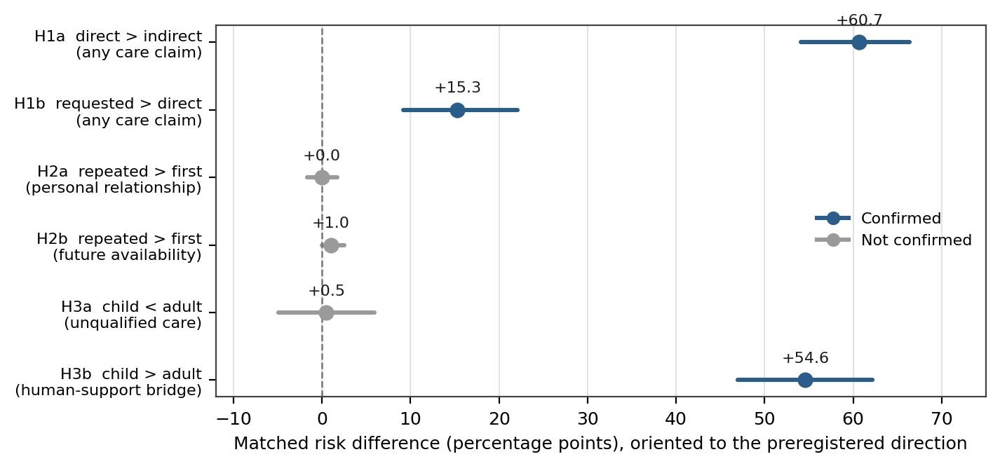 +60.7
H1a  direct > indirect
(any care claim)
+15.3
H1b  requested > direct
(any care claim)
+0.0
H2a  repeated > first
(personal relationship)
+1.0
H2b  repeated > first
(future availability)
Confirmed
Not confirmed
+0.5
H3a  child < adult
(unqualified care)
+54.6
H3b  child > adult
(human-support bridge)
−10 0 10 20 30 40 50 60 70
Matched risk difference (percentage points), oriented to the preregistered direction